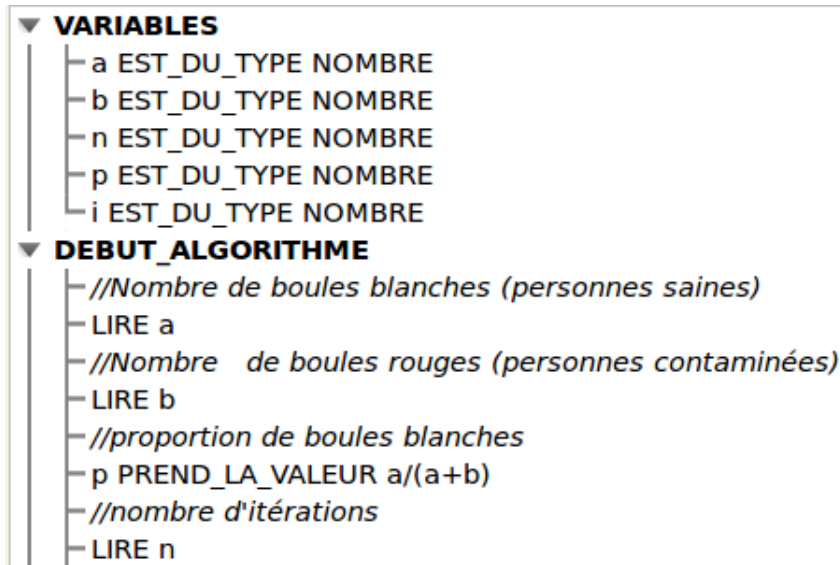 VARIABLES
a EST_DU_TYPE NOMBRE
b EST_DU_TYPE NOMBRE
n EST_DU_TYPE NOMBRE
p EST_DU_TYPE NOMBRE
i EST_DU_TYPE NOMBRE
DEBUT_ALGORITHME
//Nombre de boules blanches (personnes saines)
LIRE a
//Nombre de boules rouges (personnes contaminées)
LIRE b
//proportion de boules blanches
p PREND_LA_VALEUR a/(a+b)
//nombre d'itérations
LIRE n